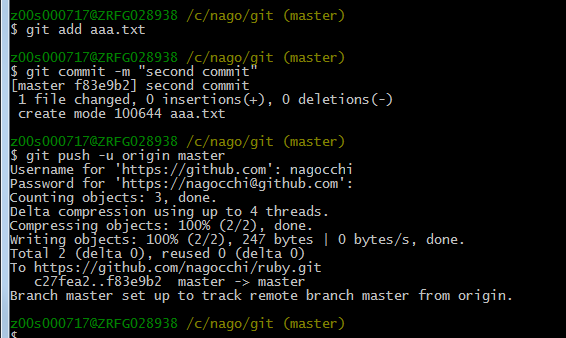 z00s000717@ZRFG028938 /c/nago/git (master)
$ git add aaa.txt
z00s000717@ZRFG028938 /c/nago/git (master)
$ git commit -m "second commit"
[master f83e9b2] second commit
 1 file changed, 0 insertions(+), 0 deletions(-)
 create mode 100644 aaa.txt
z00s000717@ZRFG028938 /c/nago/git (master)
$ git push -u origin master
Username for 'https://github.com': nagocchi
Password for 'https://nagocchi@github.com':
Counting objects: 3, done.
Delta compression using up to 4 threads.
Compressing objects: 100% (2/2), done.
Writing objects: 100% (2/2), 247 bytes | 0 bytes/s, done.
Total 2 (delta 0), reused 0 (delta 0)
To https://github.com/nagocchi/ruby.git
   c27fea2..f83e9b2  master -> master
Branch master set up to track remote branch master from origin.
z00s000717@ZRFG028938 /c/nago/git (master)
$